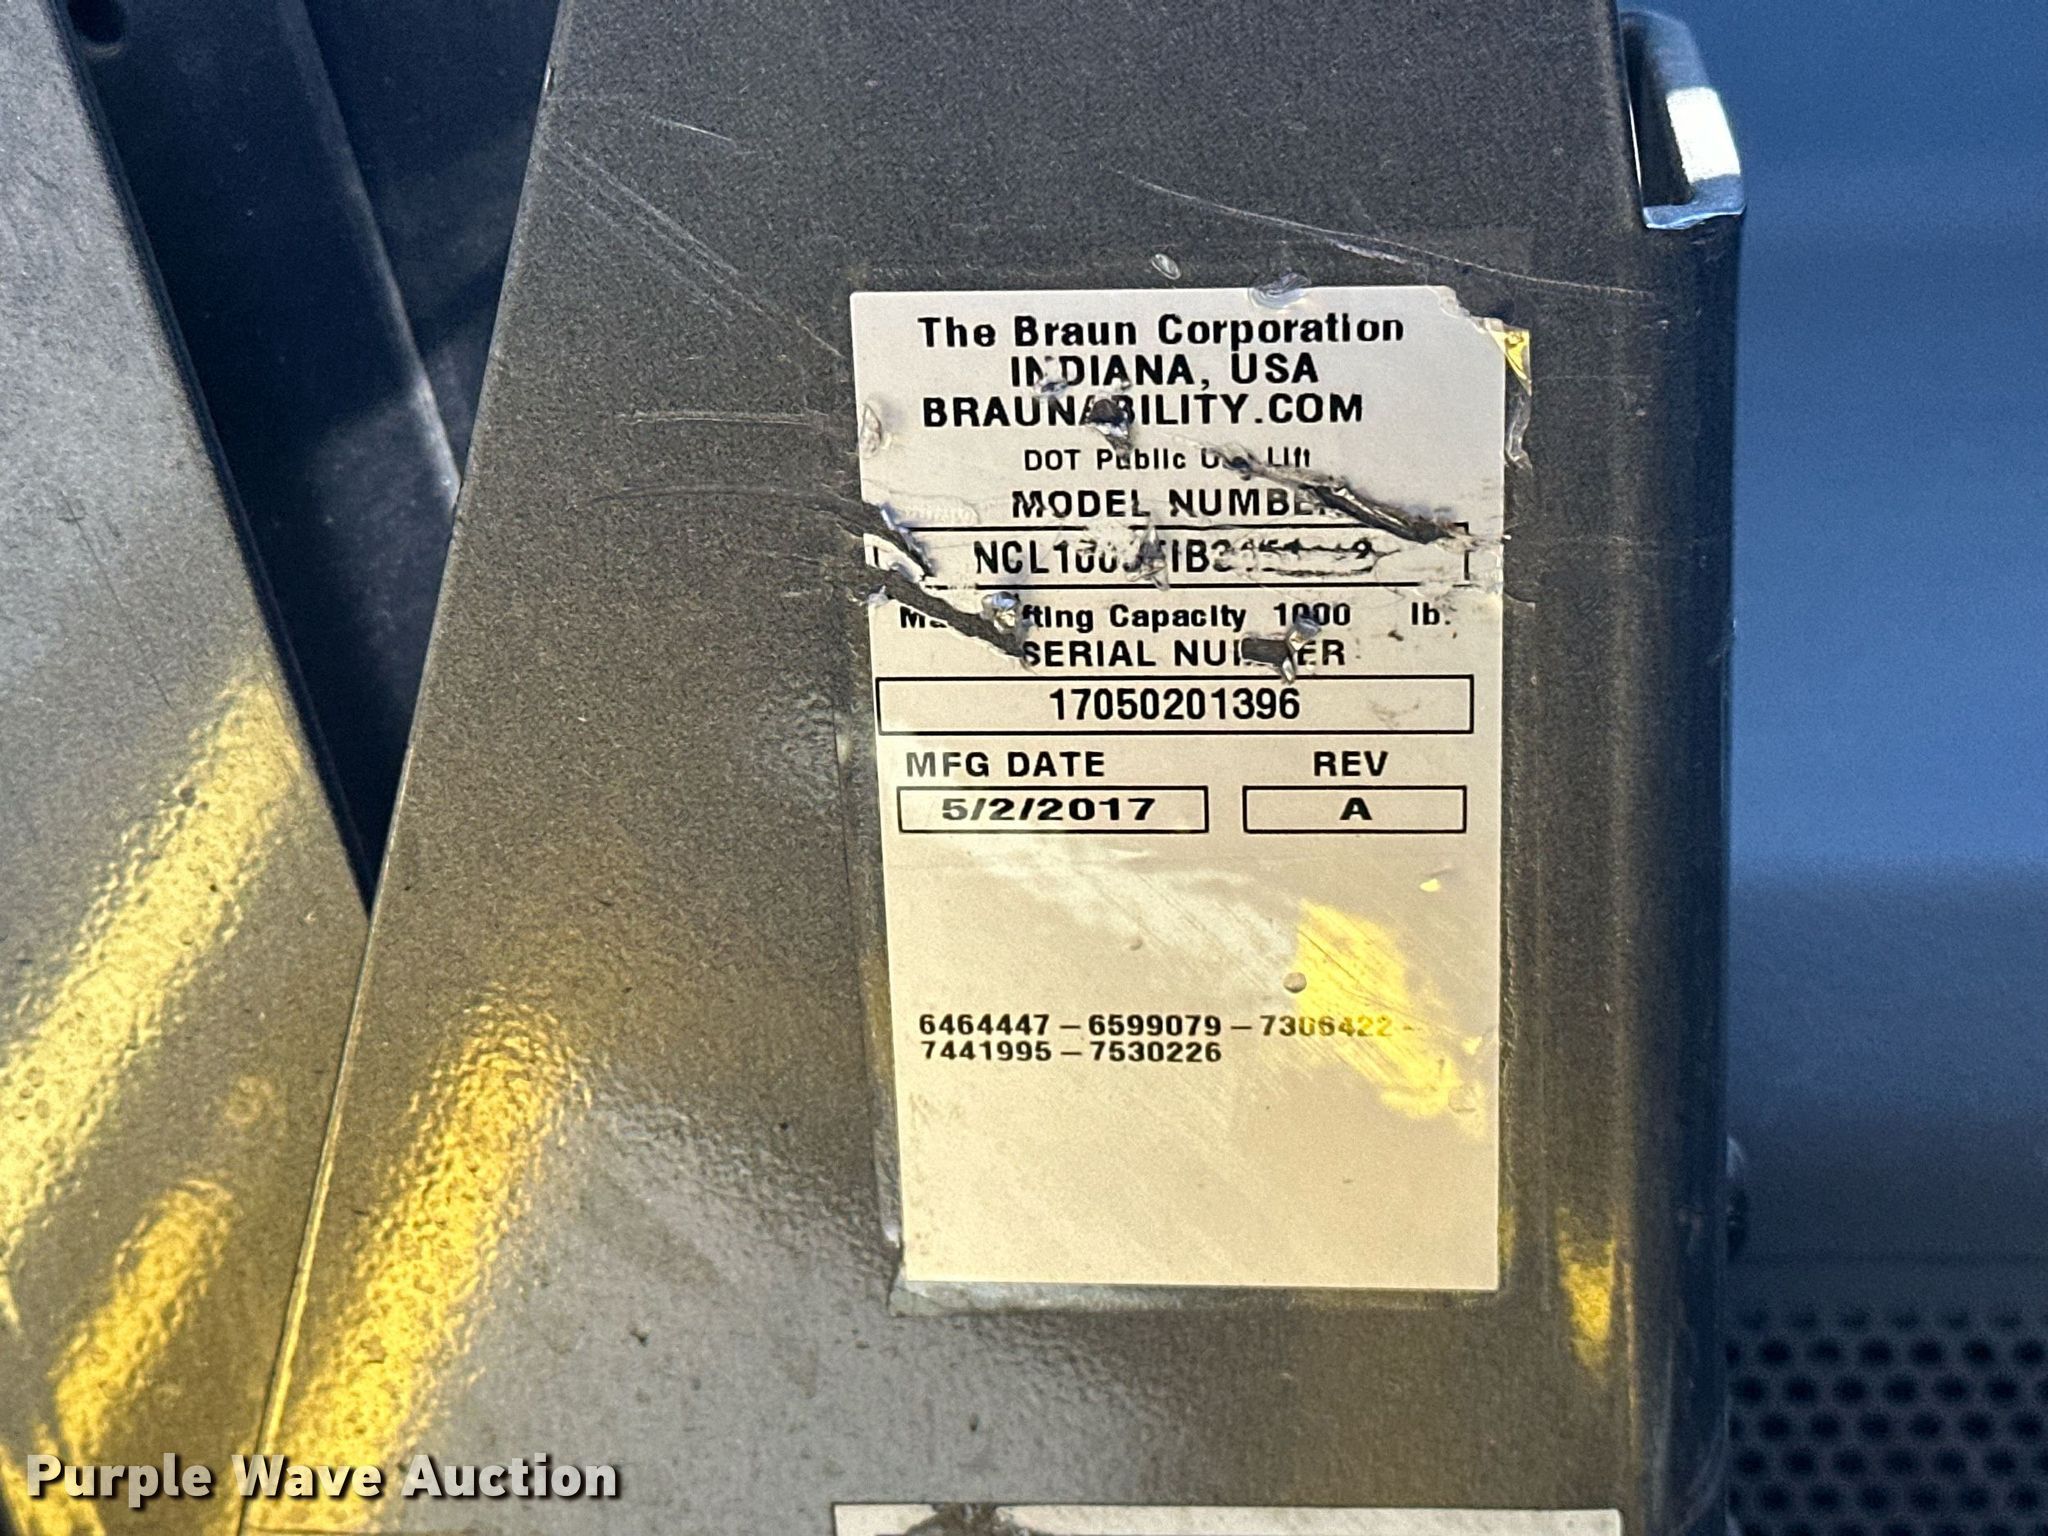 The Braun Corporation
INDIANA, USA
BRAUNABILITY.COM
DOT Public Use Lift
MODEL NUMBER
Lifting Capacity 1000 lb.
SERIAL NUMBER
17050201396
MFG DATE REV
5/2/2017 A
6464447-6599079-7306422-
7441995-7530226
Purple Wave Auction